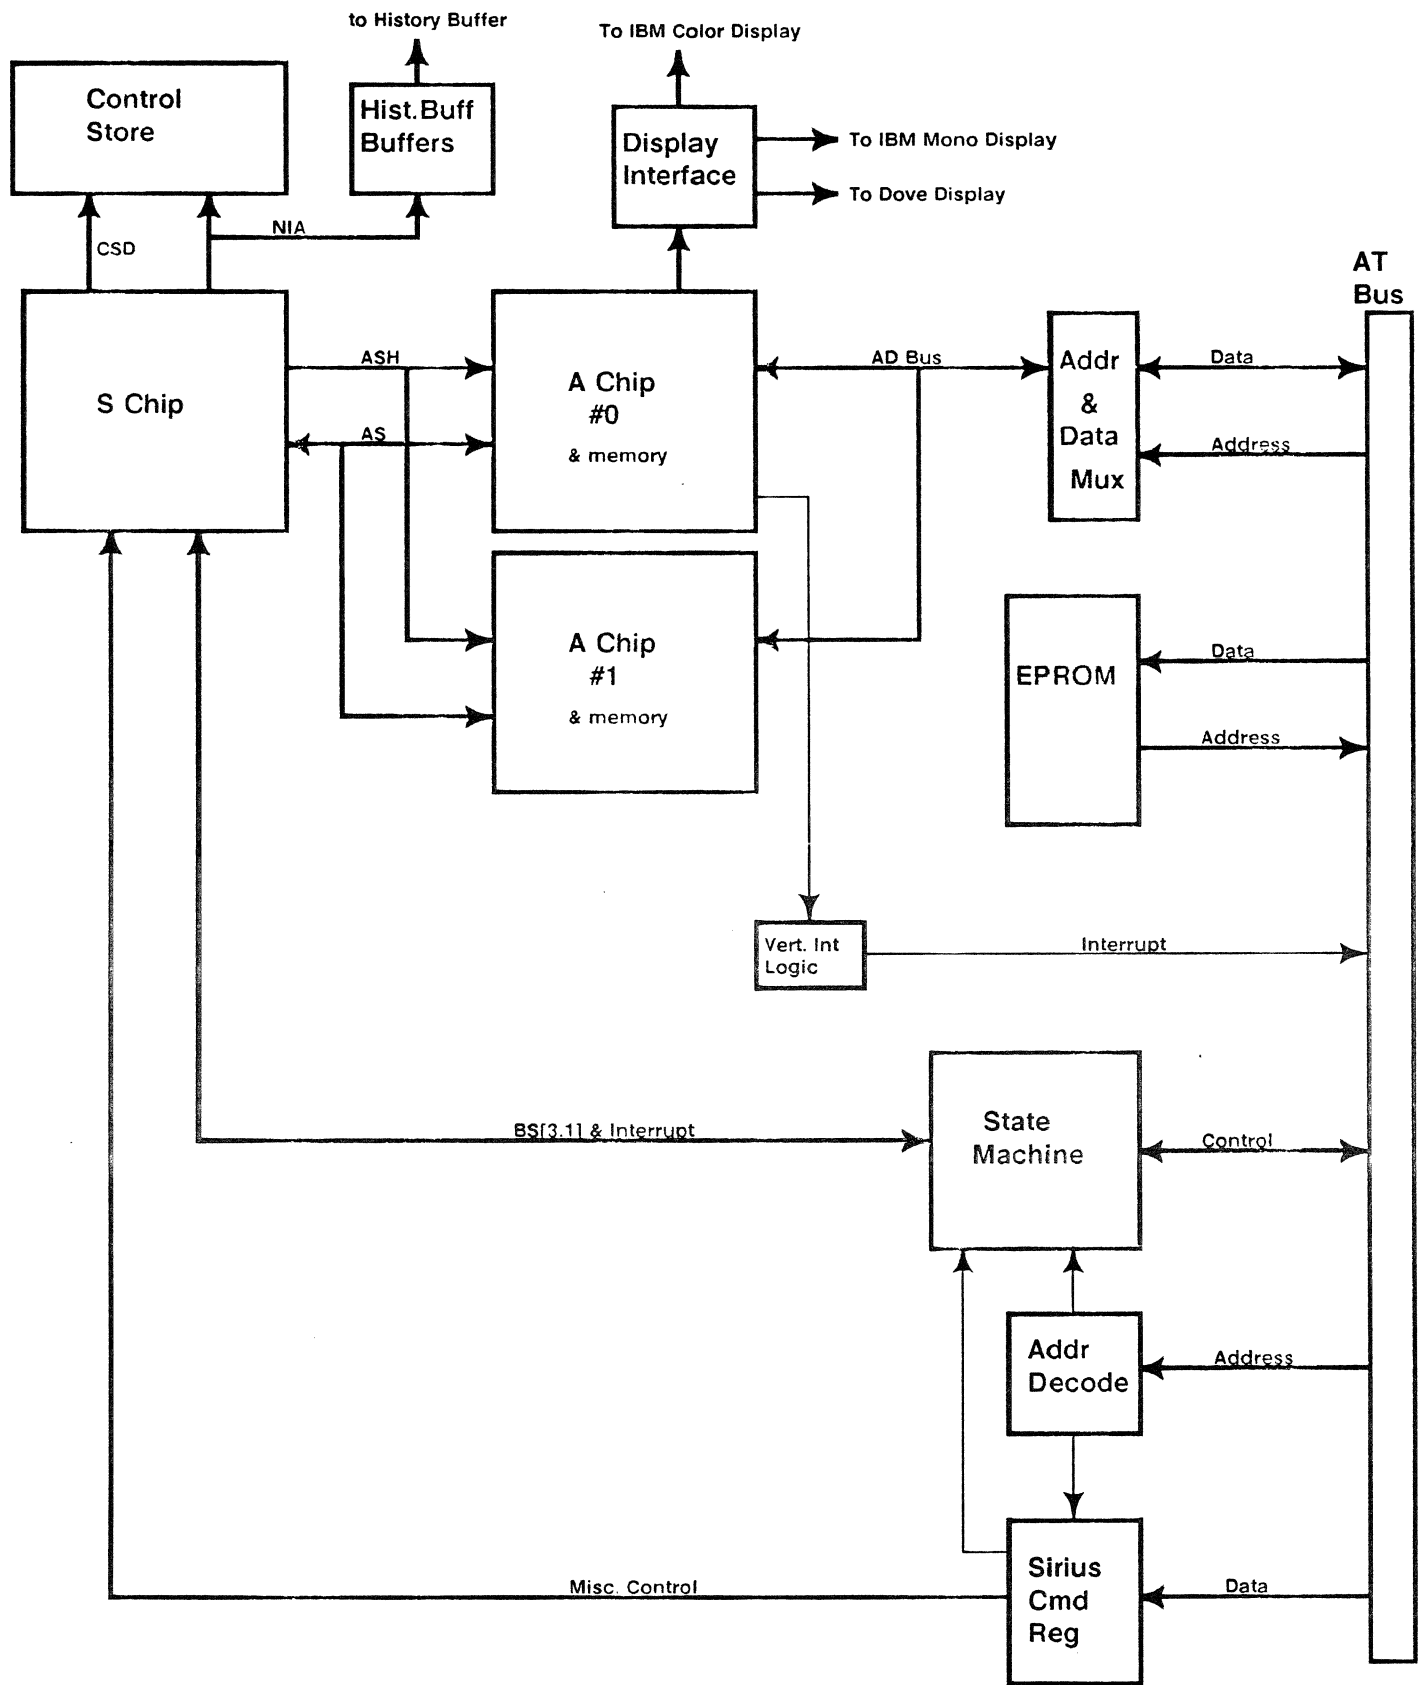 to History Buffer
To IBM Color Display
Control
Store
Hist.Buff
Buffers
Display
Interface
To IBM Mono Display
To Dove Display
NIA
CSD
AT
Bus
S Chip
ASH
AS
A Chip
#0
& memory
AD Bus
Addr
&
Data
Mux
Data
Address
A Chip
#1
& memory
EPROM
Data
Address
Vert. Int
Logic
Interrupt
State
Machine
BS[3.1] & Interrupt
Control
Addr
Decode
Address
Sirius
Cmd
Reg
Misc. Control
Data